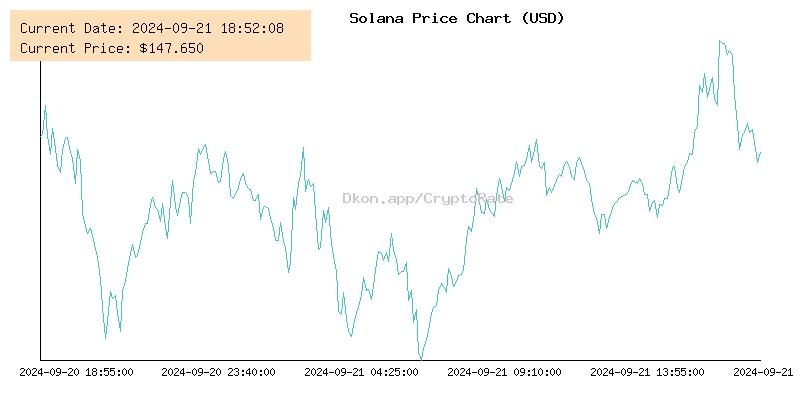 Solana Price Chart (USD)
Current Date: 2024-09-21 18:52:08
Current Price: $147.650
Dkon.app/CryptoRate
2024-09-20 18:55:00 2024-09-20 23:40:00 2024-09-21 04:25:00 2024-09-21 09:10:00 2024-09-21 13:55:00 2024-09-21